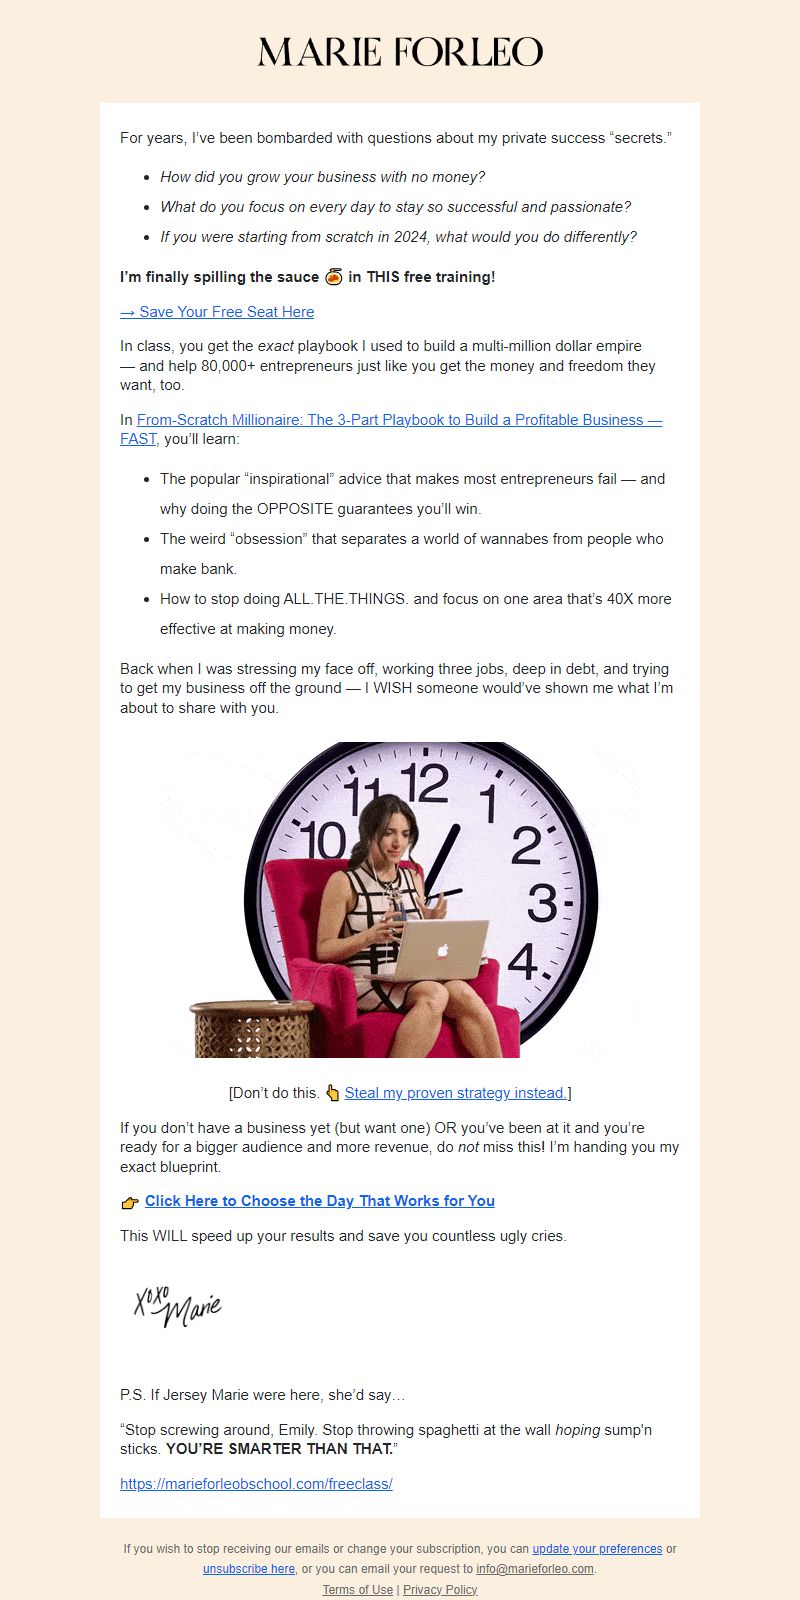 MARIE FORLEO
For years, I’ve been bombarded with questions about my private success “secrets.”
• How did you grow your business with no money?
• What do you focus on every day to stay so successful and passionate?
• If you were starting from scratch in 2024, what would you do differently?
I’m finally spilling the sauce 🥫 in THIS free training!
→ Save Your Free Seat Here
In class, you get the exact playbook I used to build a multi-million dollar empire
— and help 80,000+ entrepreneurs just like you get the money and freedom they
want, too.
In From-Scratch Millionaire: The 3-Part Playbook to Build a Profitable Business —
FAST, you’ll learn:
• The popular “inspirational” advice that makes most entrepreneurs fail — and
why doing the OPPOSITE guarantees you’ll win.
• The weird “obsession” that separates a world of wannabes from people who
make bank.
• How to stop doing ALL.THE.THINGS. and focus on one area that’s 40X more
effective at making money.
Back when I was stressing my face off, working three jobs, deep in debt, and trying
to get my business off the ground — I WISH someone would’ve shown me what I’m
about to share with you.
12
11
1
10
2
3
4
[Don’t do this. 👆 Steal my proven strategy instead.]
If you don’t have a business yet (but want one) OR you’ve been at it and you’re
ready for a bigger audience and more revenue, do not miss this! I’m handing you my
exact blueprint.
👉 Click Here to Choose the Day That Works for You
This WILL speed up your results and save you countless ugly cries.
XOXO
Marie
P.S. If Jersey Marie were here, she’d say…
“Stop screwing around, Emily. Stop throwing spaghetti at the wall hoping sump'n
sticks. YOU’RE SMARTER THAN THAT.”
https://marieforleobschool.com/freeclass/
If you wish to stop receiving our emails or change your subscription, you can update your preferences or
unsubscribe here, or you can email your request to info@marieforleo.com.
Terms of Use | Privacy Policy